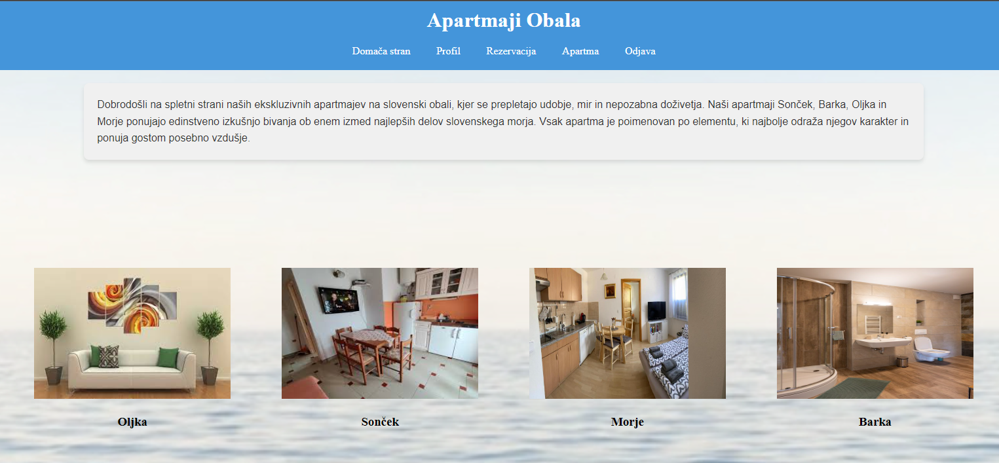 Apartmaji Obala
Domača stran Profil Rezervacija Apartma Odjava
Dobrodošli na spletni strani naših ekskluzivnih apartmajev na slovenski obali, kjer se prepletajo udobje, mir in nepozabna doživetja. Naši apartmaji Sonček, Barka, Oljka in
Morje ponujajo edinstveno izkušnjo bivanja ob enem izmed najlepših delov slovenskega morja. Vsak apartma je poimenovan po elementu, ki najbolje odraža njegov karakter in
ponuja gostom posebno vzdušje.
Oljka Sonček Morje Barka